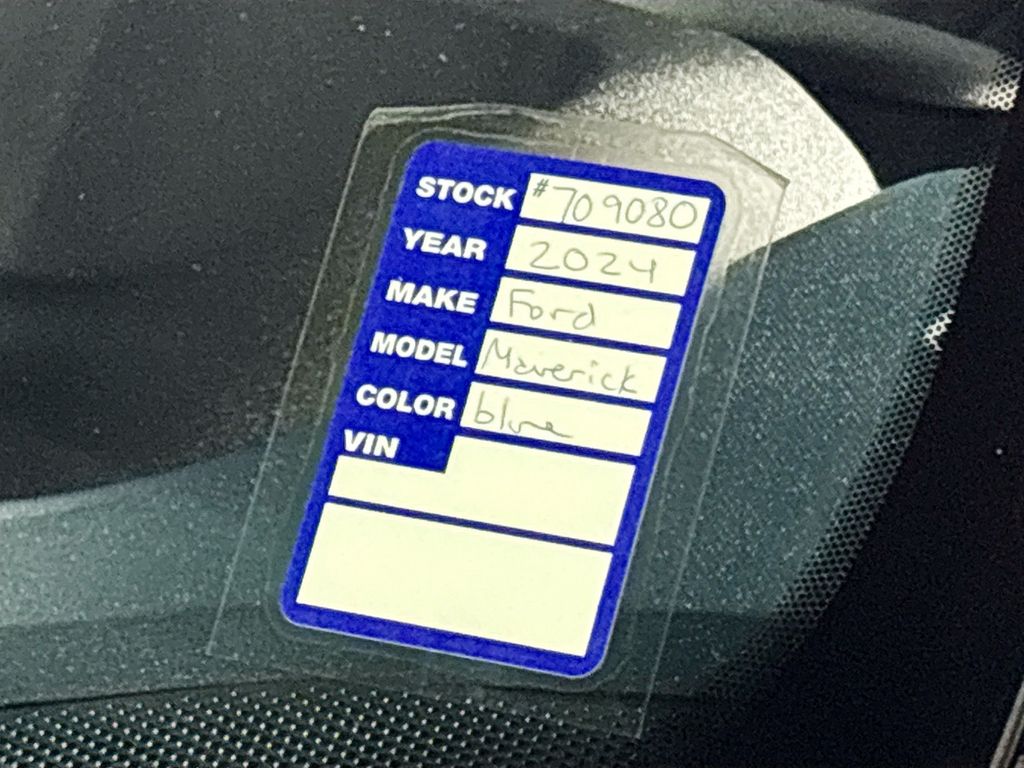 STOCK #709080
YEAR 2024
MAKE Ford
MODEL Maverick
COLOR blue
VIN